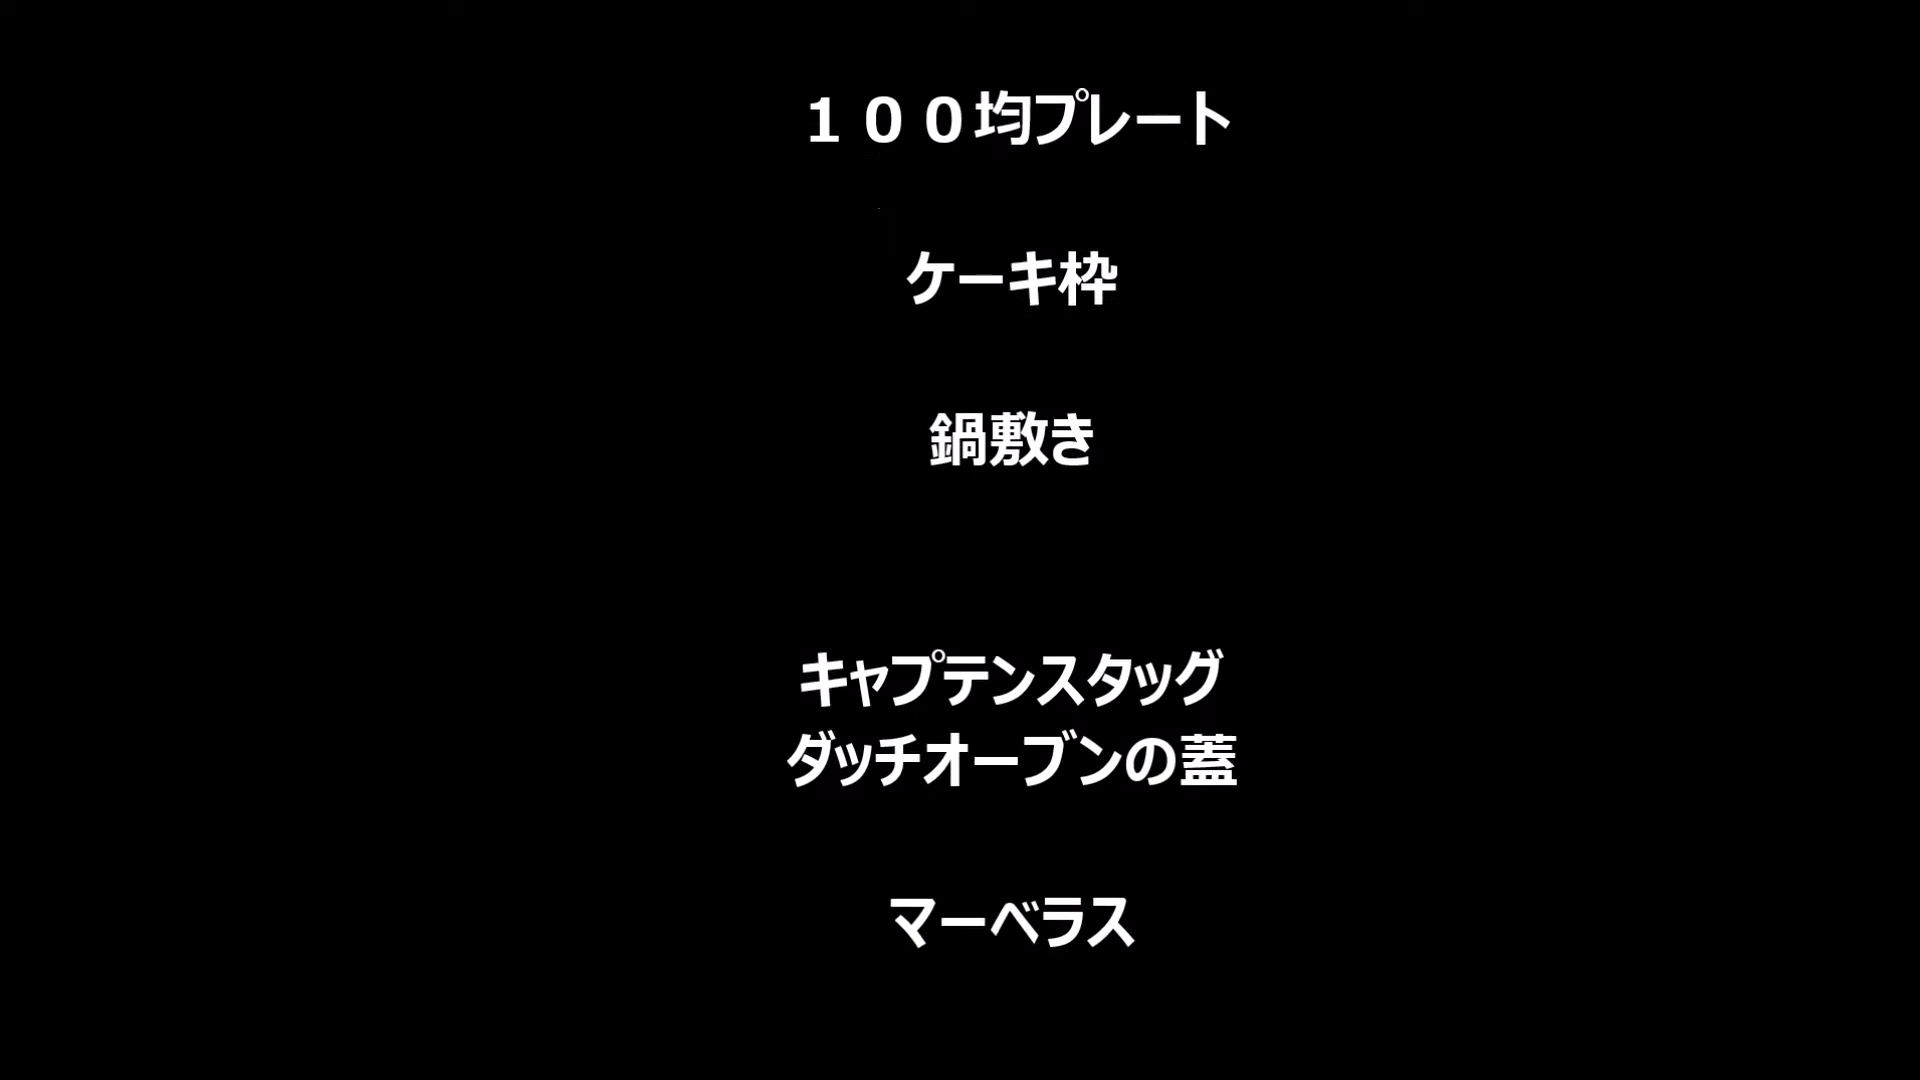 １００均プレート
ケーキ枠
鍋敷き
キャプテンスタッグ
ダッチオーブンの蓋
マーベラス